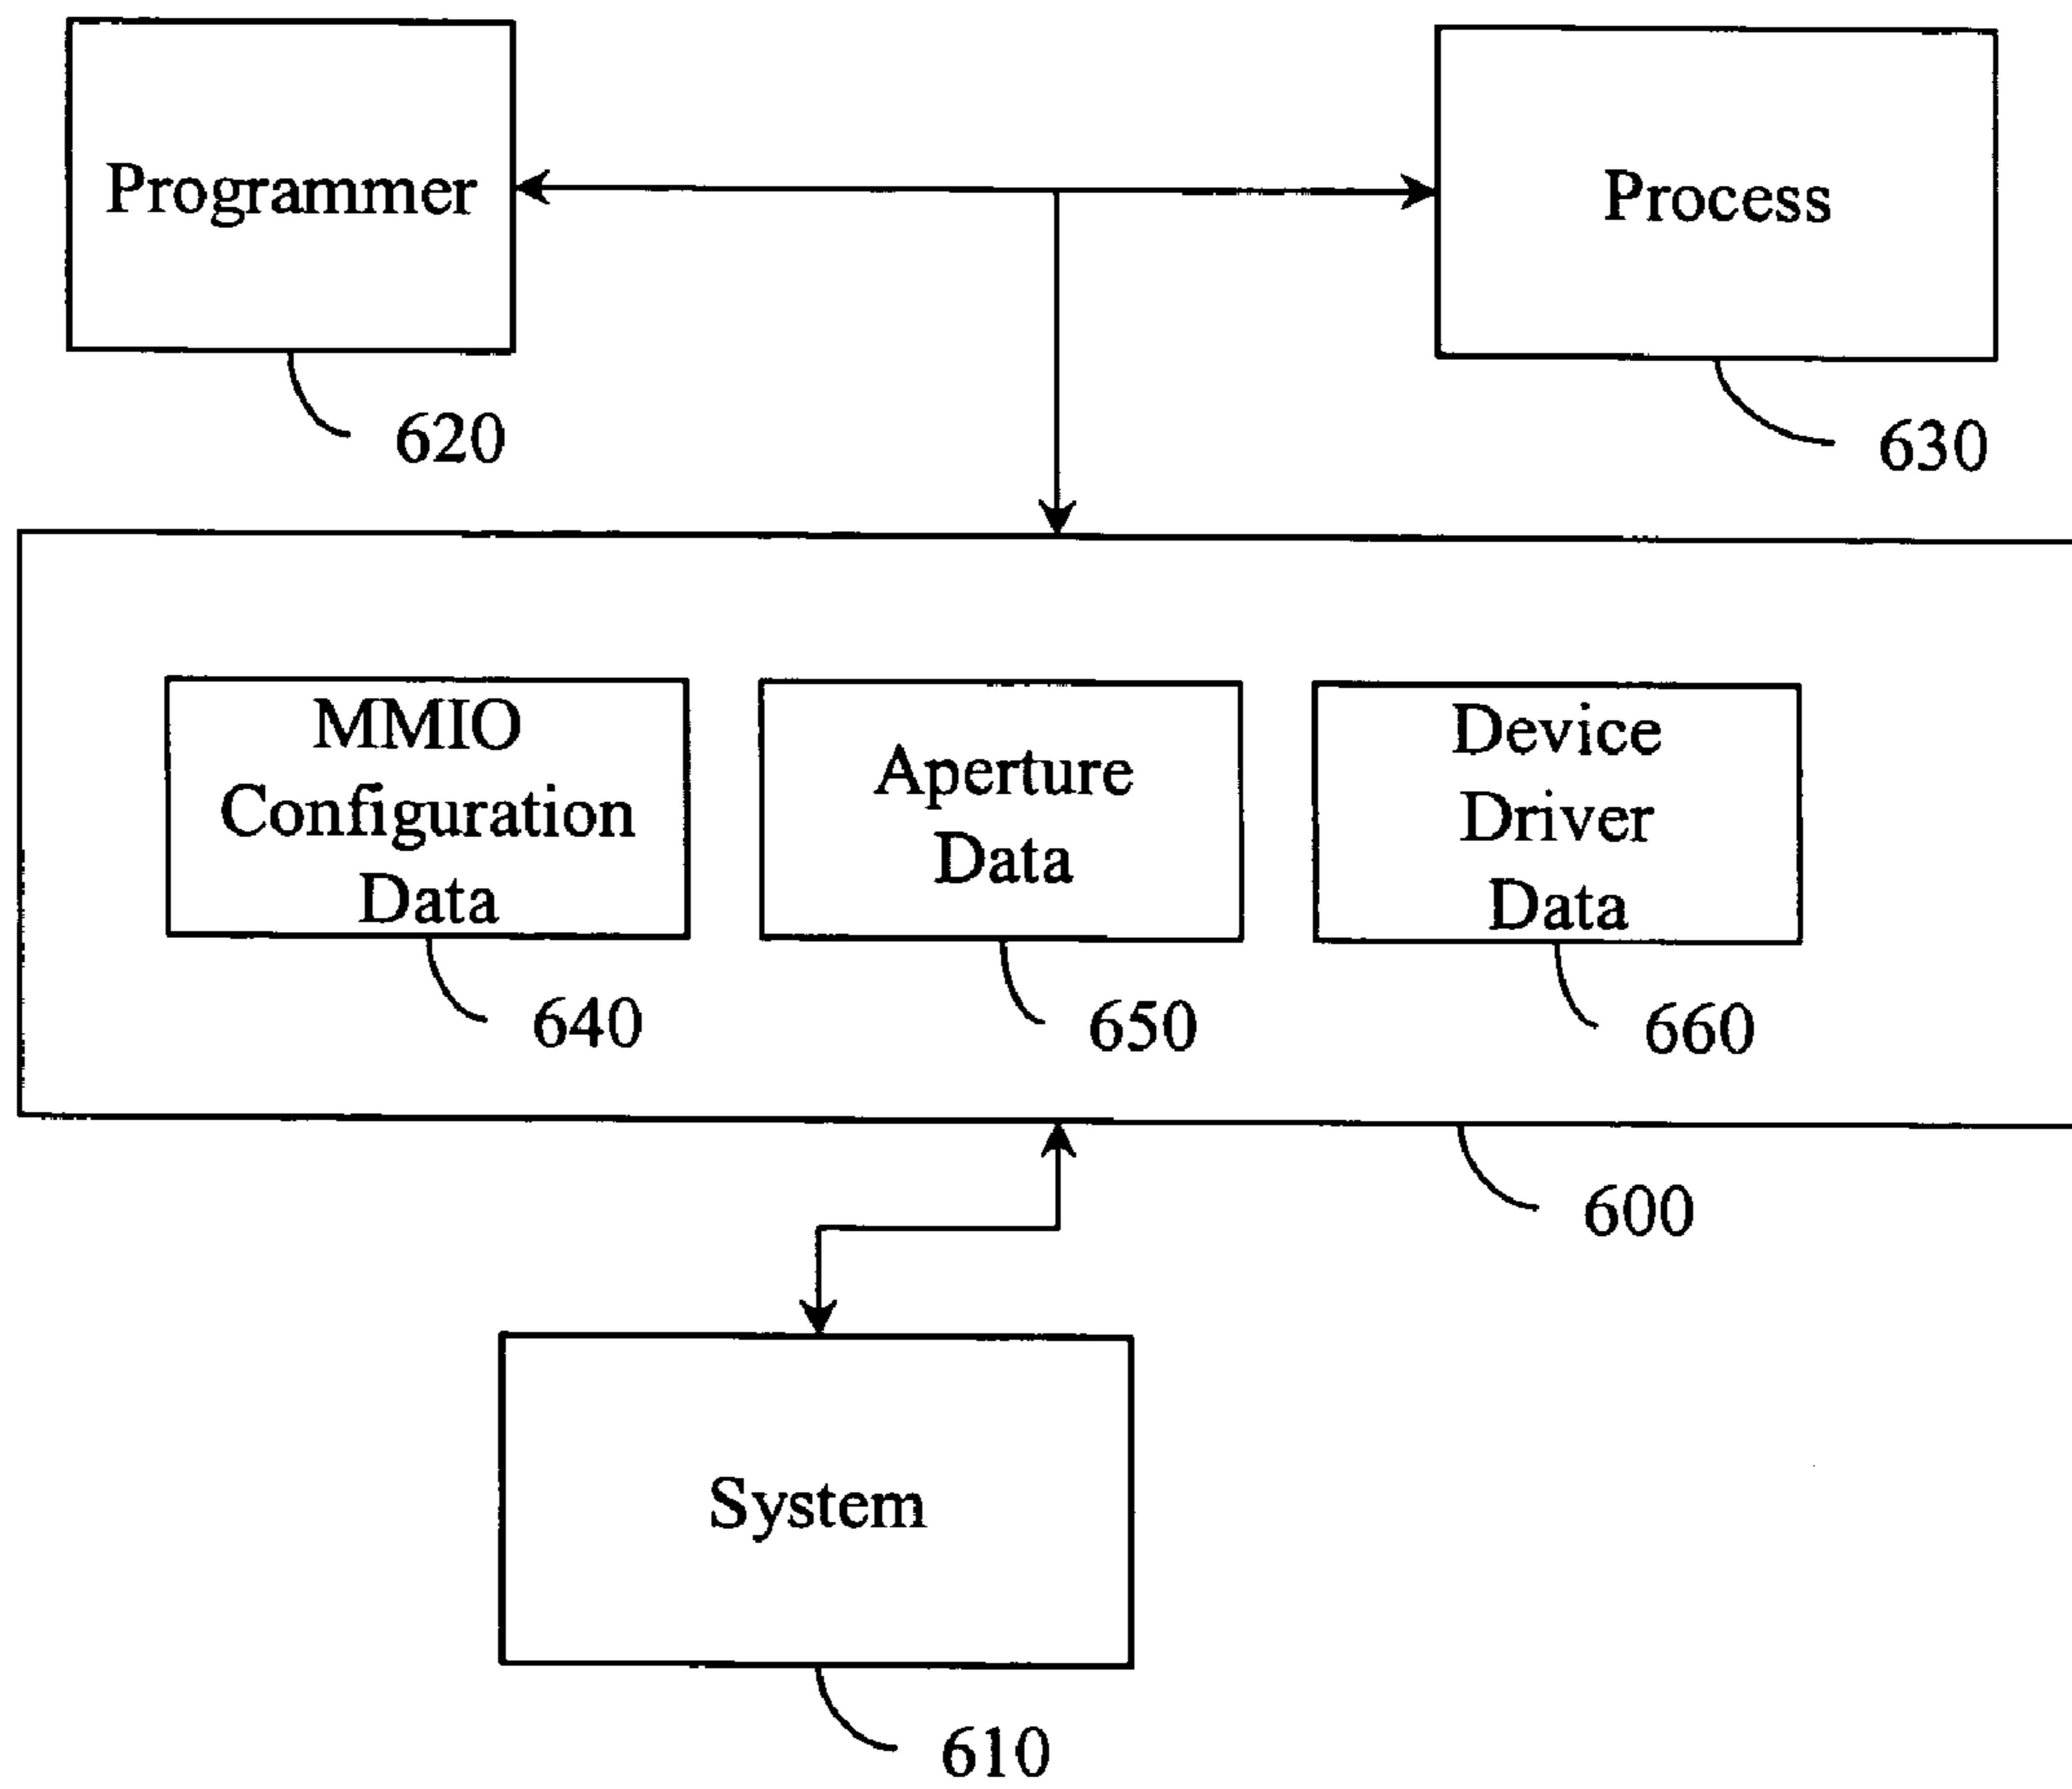 Programmer
Process
620
630
MMIO
Configuration
Data
Aperture
Data
Device
Driver
Data
640
650
660
600
System
610